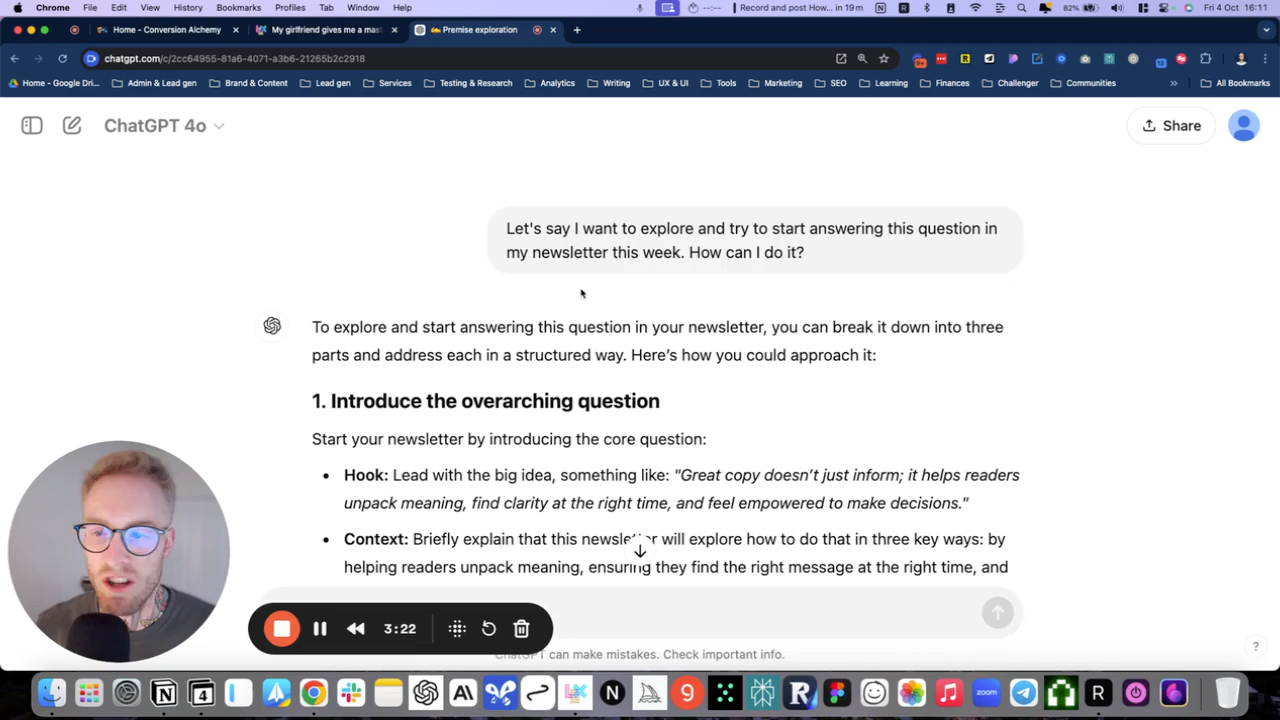 Chrome File Edit View History Bookmarks Profiles Tab Window Help Record and post How... in 19 m 82% Fri 4 Oct 16:11
Home - Conversion Alchemy My girlfriend gives me a mas Premise exploration
chatgpt.com/c/2cc64955-81a6-4071-a3b6-21265b2c2918
Home - Google Dri... Admin & Lead gen Brand & Content Lead gen Services Testing & Research Analytics Writing UX & UI Tools Marketing SEO Learning Finances Challenger Communities All Bookmarks
ChatGPT 4o Share
Let's say I want to explore and try to start answering this question in
my newsletter this week. How can I do it?
To explore and start answering this question in your newsletter, you can break it down into three
parts and address each in a structured way. Here's how you could approach it:
1. Introduce the overarching question
Start your newsletter by introducing the core question:
• Hook: Lead with the big idea, something like: "Great copy doesn't just inform; it helps readers
unpack meaning, find clarity at the right time, and feel empowered to make decisions."
• Context: Briefly explain that this newsletter will explore how to do that in three key ways: by
helping readers unpack meaning, ensuring they find the right message at the right time, and
3:22
ChatGPT can make mistakes. Check important info.
?